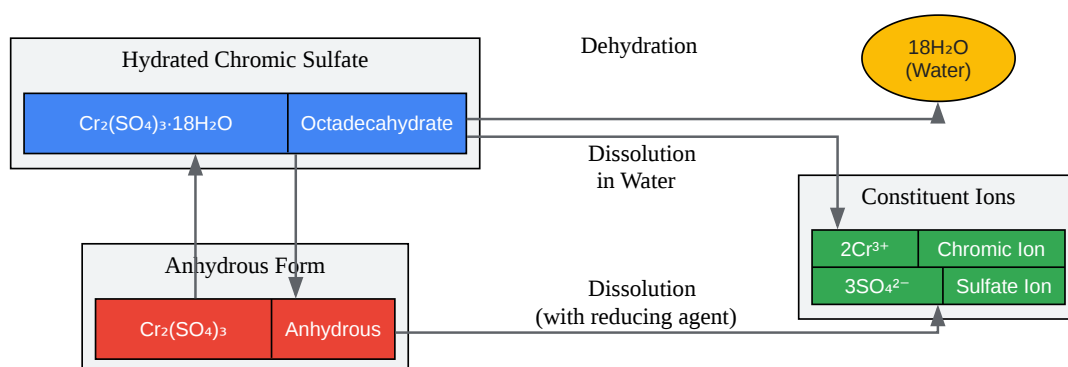 Hydrated Chromic Sulfate
Cr₂(SO₄)₃·18H₂O
Octadecahydrate
Dehydration
18H₂O
(Water)
Dissolution
in Water
Constituent Ions
2Cr³⁺
Chromic Ion
3SO₄²⁻
Sulfate Ion
Anhydrous Form
Cr₂(SO₄)₃
Anhydrous
Dissolution
(with reducing agent)